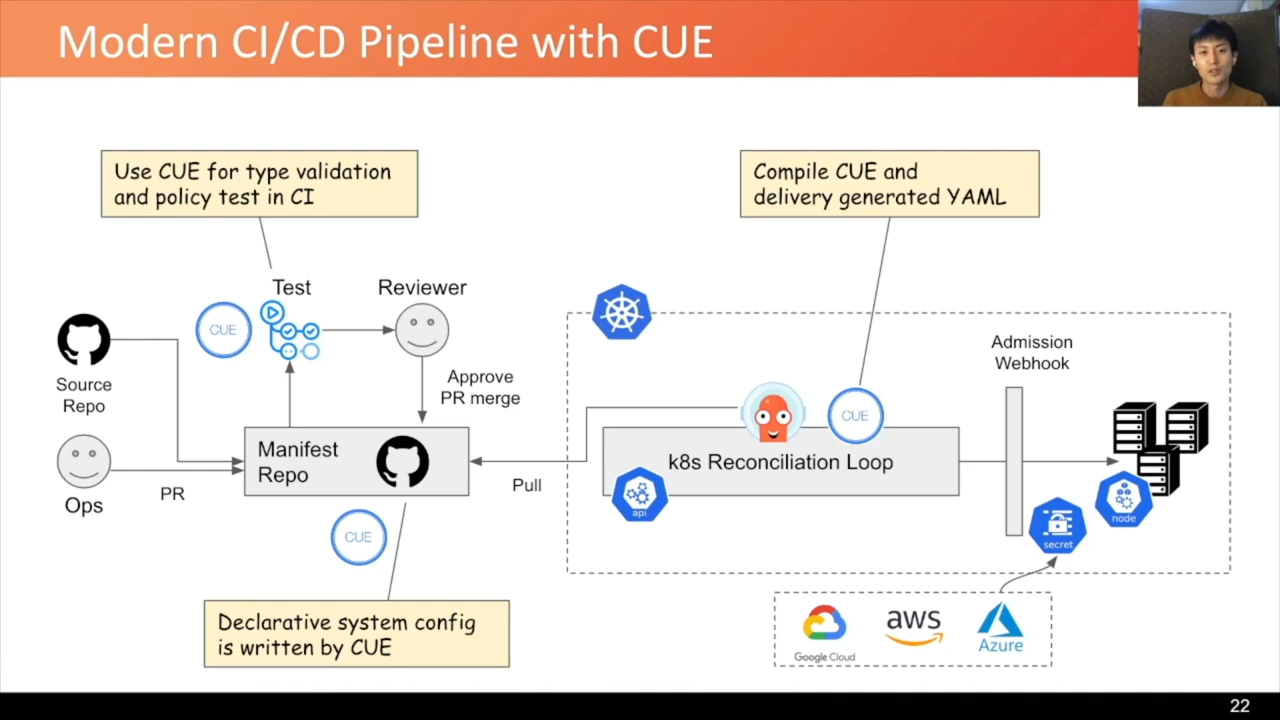 Modern CI/CD Pipeline with CUE
Use CUE for type validation
and policy test in CI
Compile CUE and
delivery generated YAML
Test
Reviewer
CUE
Source
Repo
Approve
PR merge
Admission
Webhook
CUE
Manifest
Repo
k8s Reconciliation Loop
Ops
PR
Pull
api
node
secret
CUE
Declarative system config
is written by CUE
Google Cloud
aws
Azure
22